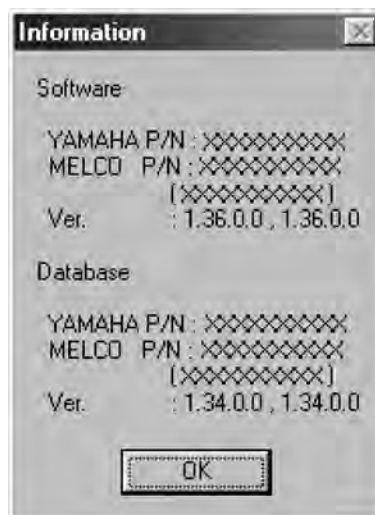 Information
Software
YAMAHA P/N : XXXXXXXXXX
MELCO P/N : XXXXXXXXXX
(XXXXXXXXXX)
Ver. : 1.36.0.0 , 1.36.0.0
Database
YAMAHA P/N : XXXXXXXXXX
MELCO P/N : XXXXXXXXXX
(XXXXXXXXXX)
Ver. : 1.34.0.0 , 1.34.0.0
OK